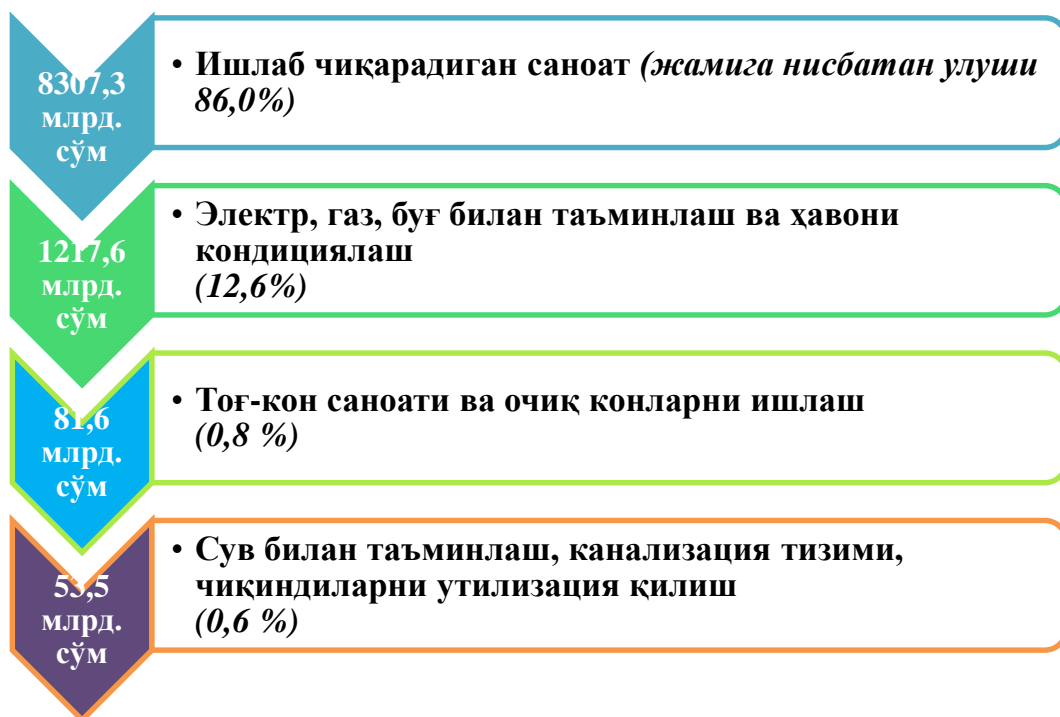 8307,3
млрд.
сўм
• Ишлаб чиқарадиган саноат (жамига нисбатан улуши
86,0%)
1217,6
млрд.
сўм
• Электр, газ, буғ билан таъминлаш ва ҳавони
кондициялаш
(12,6%)
81,6
млрд.
сўм
• Тоғ-кон саноати ва очиқ конларни ишлаш
(0,8 %)
53,5
млрд.
сўм
• Сув билан таъминлаш, канализация тизими,
чиқиндиларни утилизация қилиш
(0,6 %)